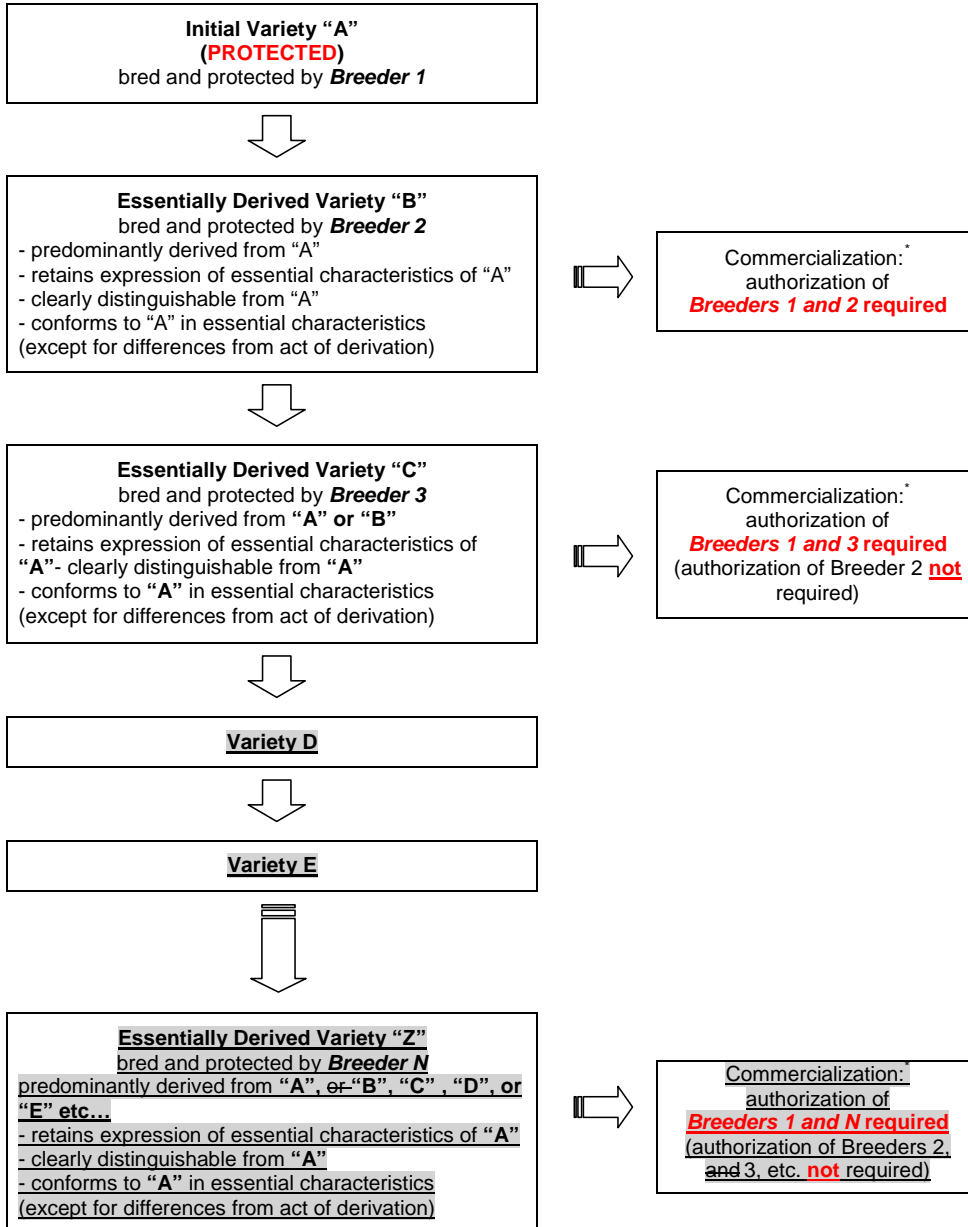 Initial Variety “A”
(PROTECTED)
bred and protected by Breeder 1
Essentially Derived Variety “B”
bred and protected by Breeder 2
- predominantly derived from “A”
- retains expression of essential characteristics of “A”
- clearly distinguishable from “A”
- conforms to “A” in essential characteristics
(except for differences from act of derivation)
Commercialization:*
authorization of
Breeders 1 and 2 required
Essentially Derived Variety “C”
bred and protected by Breeder 3
- predominantly derived from “A” or “B”
- retains expression of essential characteristics of
“A”- clearly distinguishable from “A”
- conforms to “A” in essential characteristics
(except for differences from act of derivation)
Commercialization:*
authorization of
Breeders 1 and 3 required
(authorization of Breeder 2 not
required)
Variety D
Variety E
Essentially Derived Variety “Z”
bred and protected by Breeder N
predominantly derived from “A”, or “B”, “C” , “D”, or
“E” etc…
- retains expression of essential characteristics of “A”
- clearly distinguishable from “A”
- conforms to “A” in essential characteristics
(except for differences from act of derivation)
Commercialization:*
authorization of
Breeders 1 and N required
(authorization of Breeders 2,
and 3, etc. not required)